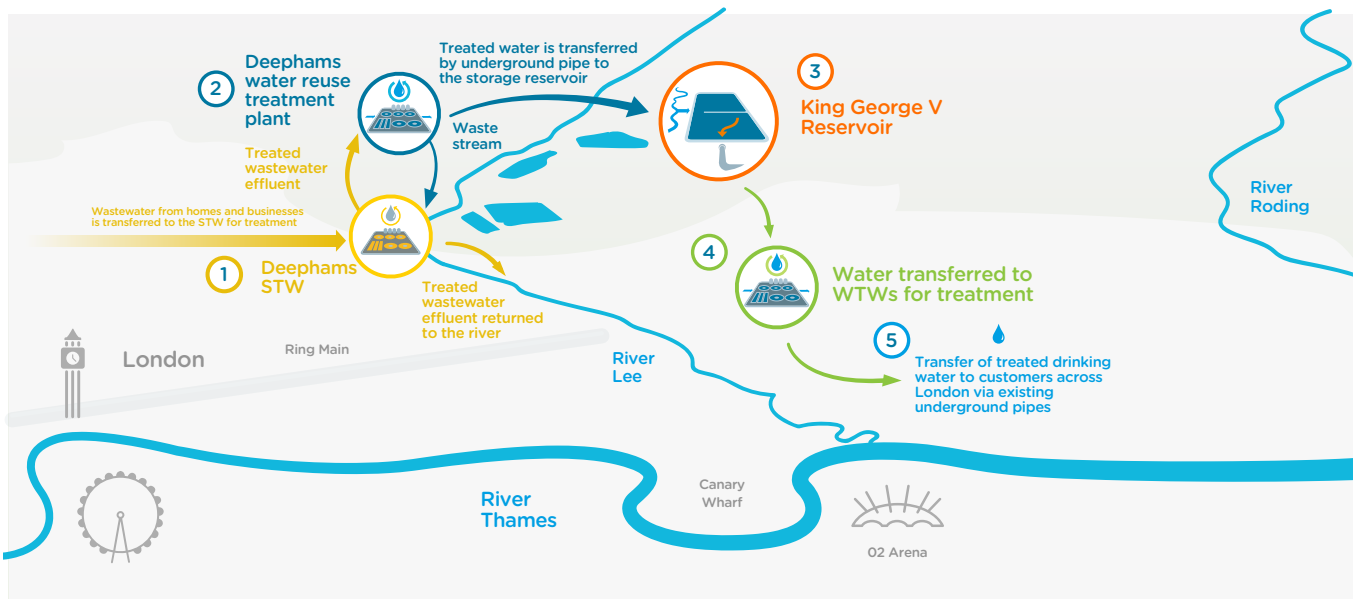 2
Deephams
water reuse
treatment
plant
Treated water is transferred
by underground pipe to
the storage reservoir
3
King George V
Reservoir
Waste
stream
Treated
wastewater
effluent
Wastewater from homes and businesses
is transferred to the STW for treatment
1
Deephams
STW
Treated
wastewater
effluent returned
to the river
4
Water transferred to
WTWs for treatment
5
Transfer of treated drinking
water to customers across
London via existing
underground pipes
River
Roding
London
Ring Main
River
Lee
River
Thames
Canary
Wharf
02 Arena